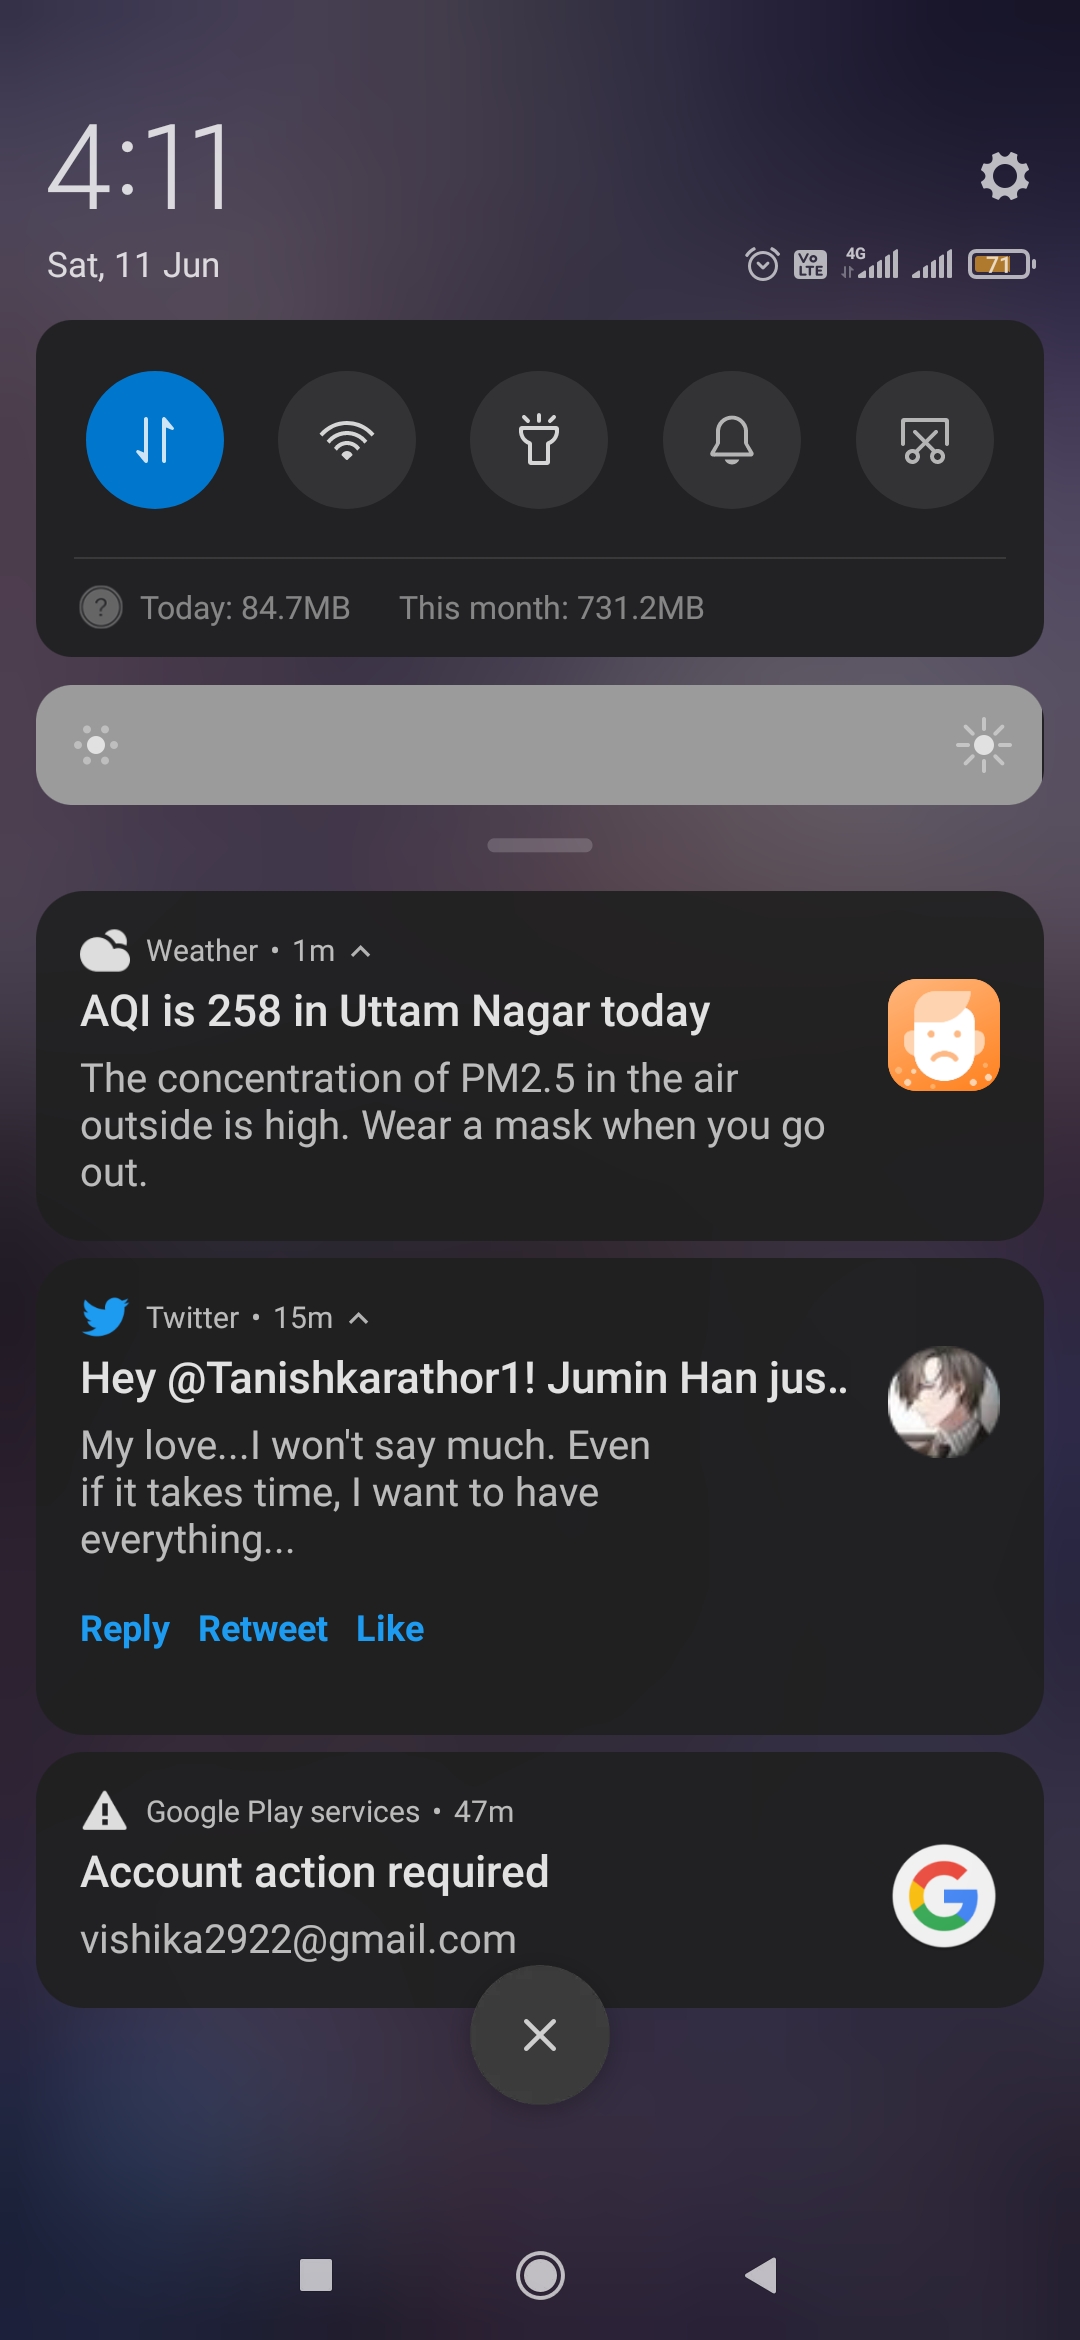 4:11
Sat, 11 Jun
Vo LTE 4G 71
? Today: 84.7MB This month: 731.2MB
Weather • 1m
AQI is 258 in Uttam Nagar today
The concentration of PM2.5 in the air
outside is high. Wear a mask when you go
out.
Twitter • 15m
Hey @Tanishkarathor1! Jumin Han jus..
My love...I won't say much. Even
if it takes time, I want to have
everything...
Reply Retweet Like
Google Play services • 47m
Account action required
vishika2922@gmail.com